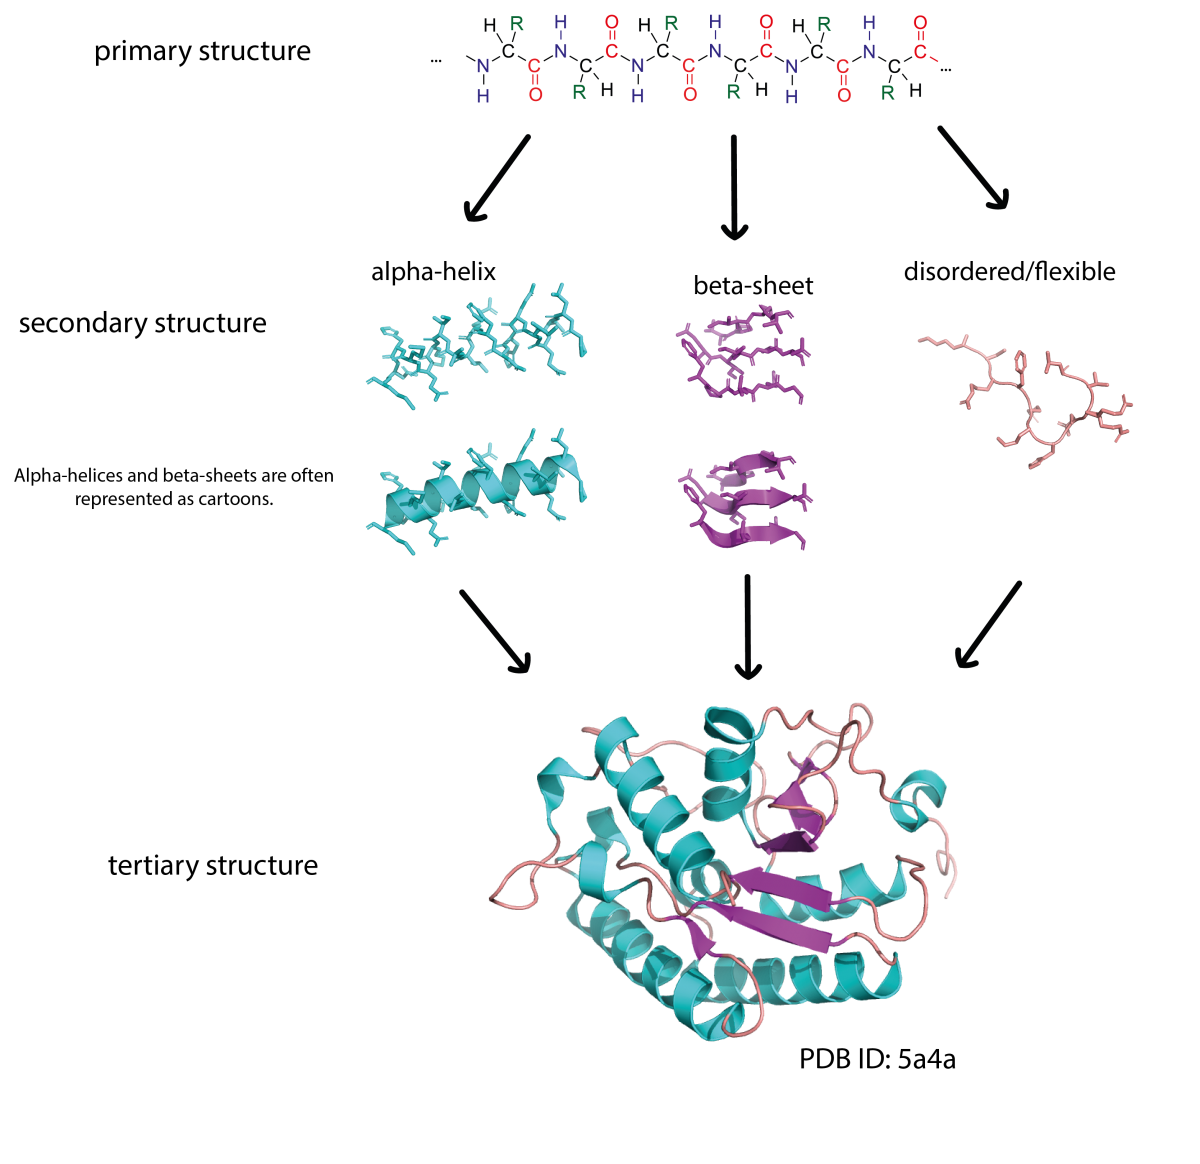 primary structure
H R H O H R H O H R H O
... N C C N C C N C C N C C N C C N C C ...
H O R H H O R H H O R H
alpha-helix
beta-sheet
disordered/flexible
secondary structure
Alpha-helices and beta-sheets are often
represented as cartoons.
tertiary structure
PDB ID: 5a4a